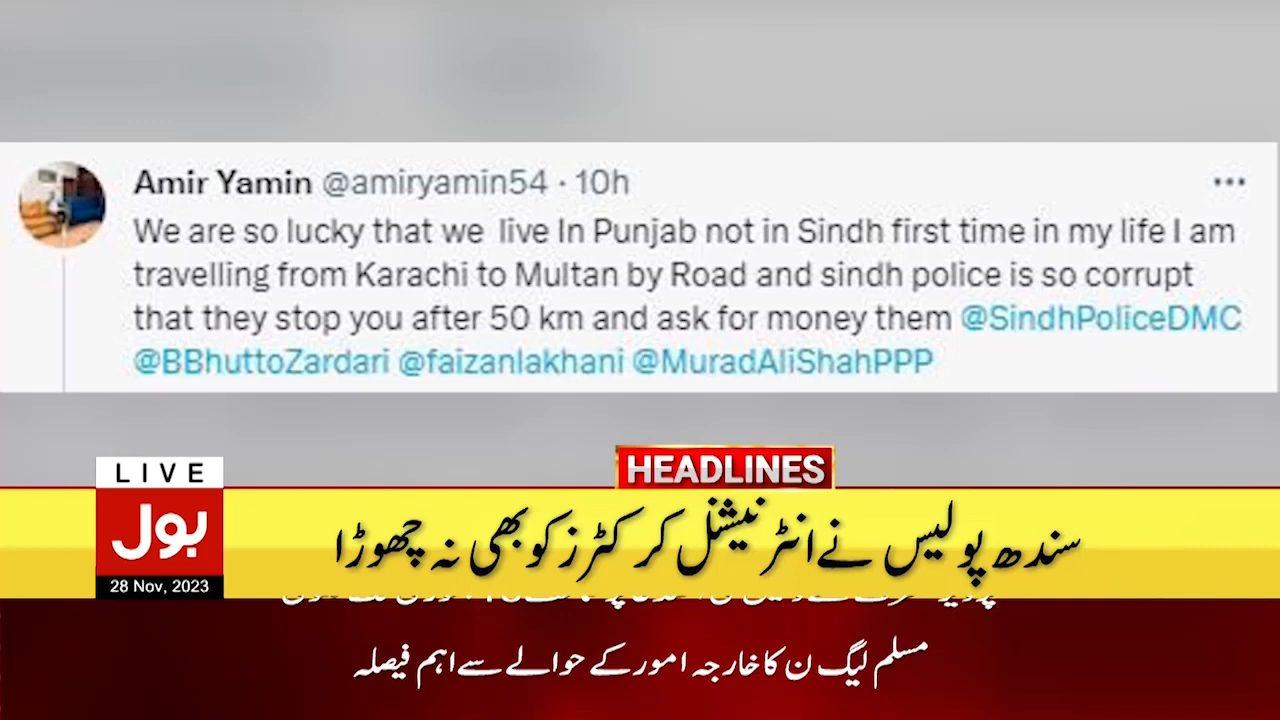 Amir Yamin @amiryamin54 · 10h
We are so lucky that we live In Punjab not in Sindh first time in my life I am
travelling from Karachi to Multan by Road and sindh police is so corrupt
that they stop you after 50 km and ask for money them @SindhPoliceDMC
@BBhuttoZardari @faizanlakhani @MuradAliShahPPP
HEADLINES
LIVE
بول
28 Nov, 2023
سندھ پولیس نے انٹرنیشنل کرکٹرز کو بھی نہ چھوڑا
مسلم لیگ ن کا خارجہ امور کے حوالے سے اہم فیصلہ